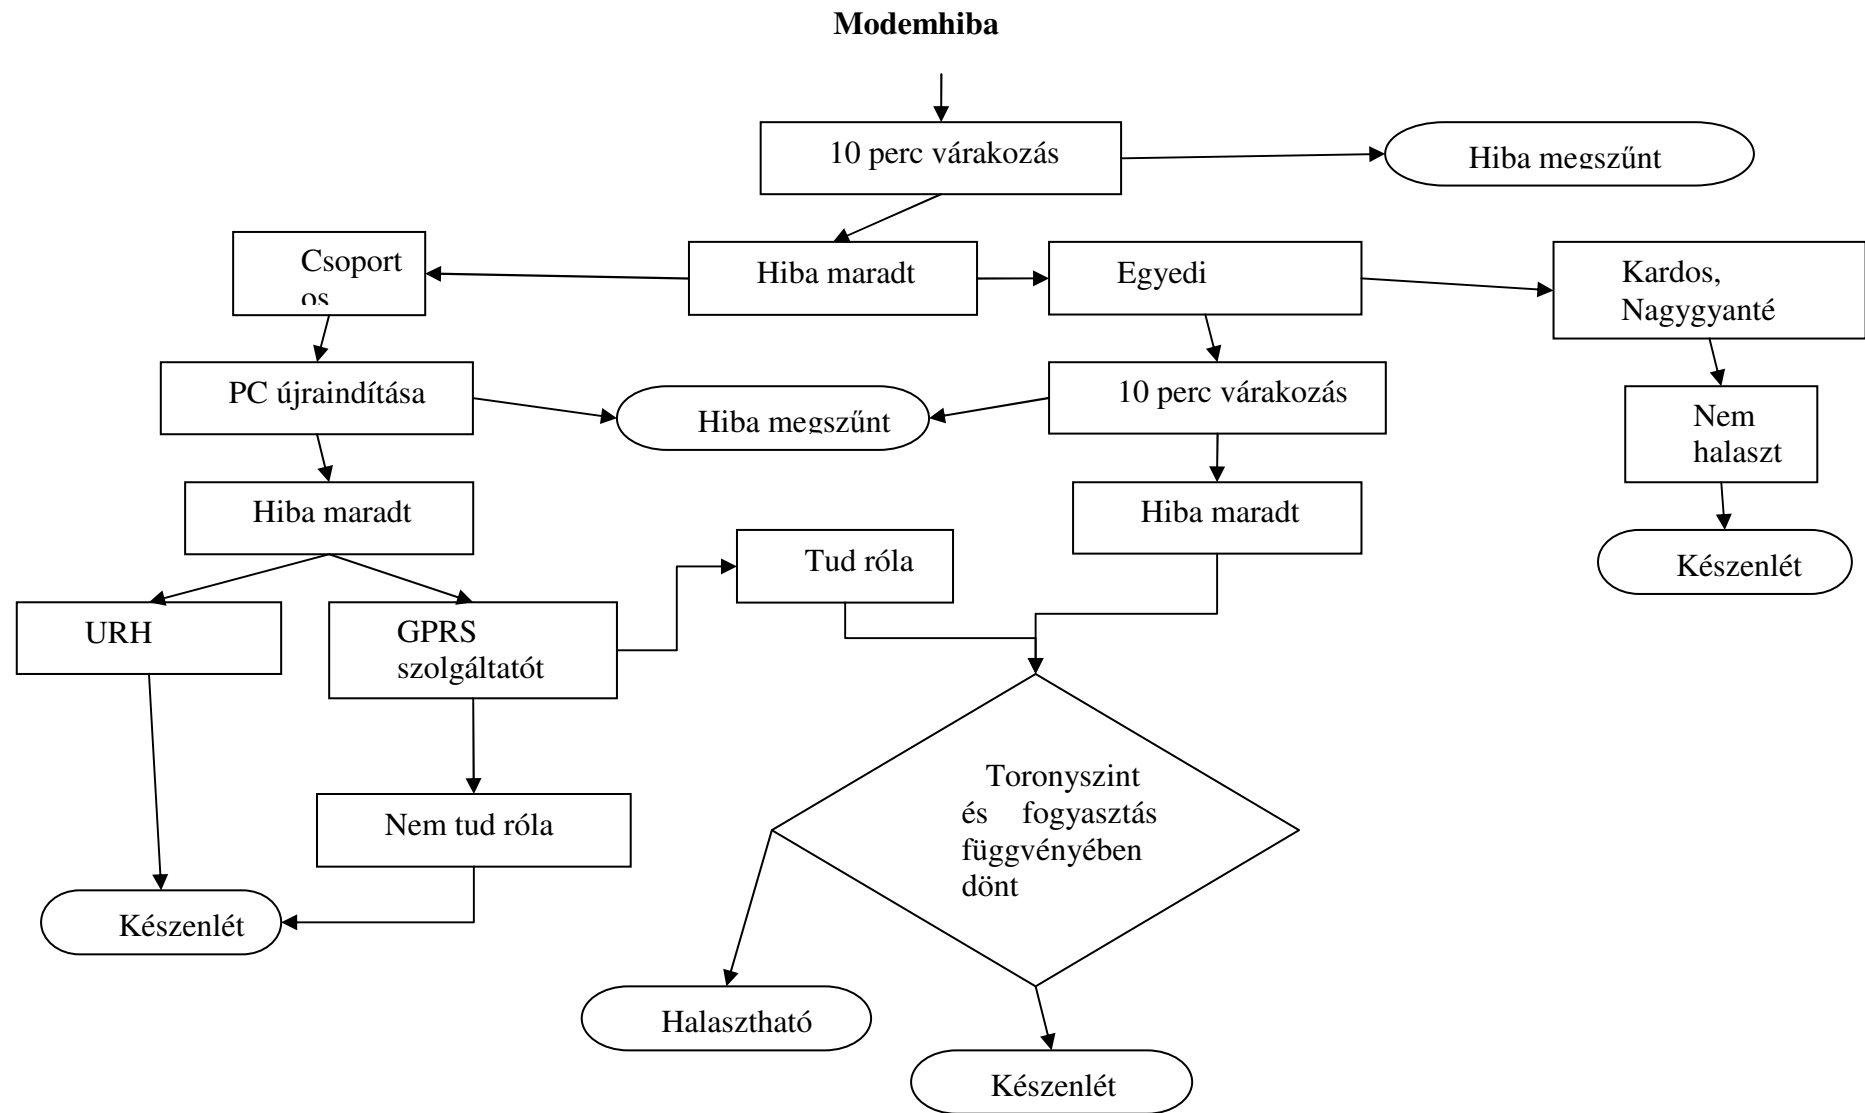 Modemhiba
10 perc várakozás
Hiba megszűnt
Csoport
os
Hiba maradt
Egyedi
Kardos,
Nagygyanté
PC újraindítása
Hiba megszűnt
10 perc várakozás
Nem
halaszt
Hiba maradt
Hiba maradt
Tud róla
Készenlét
URH
GPRS
szolgáltatót
Toronyszint
és fogyasztás
függvényében
dönt
Nem tud róla
Készenlét
Halasztható
Készenlét